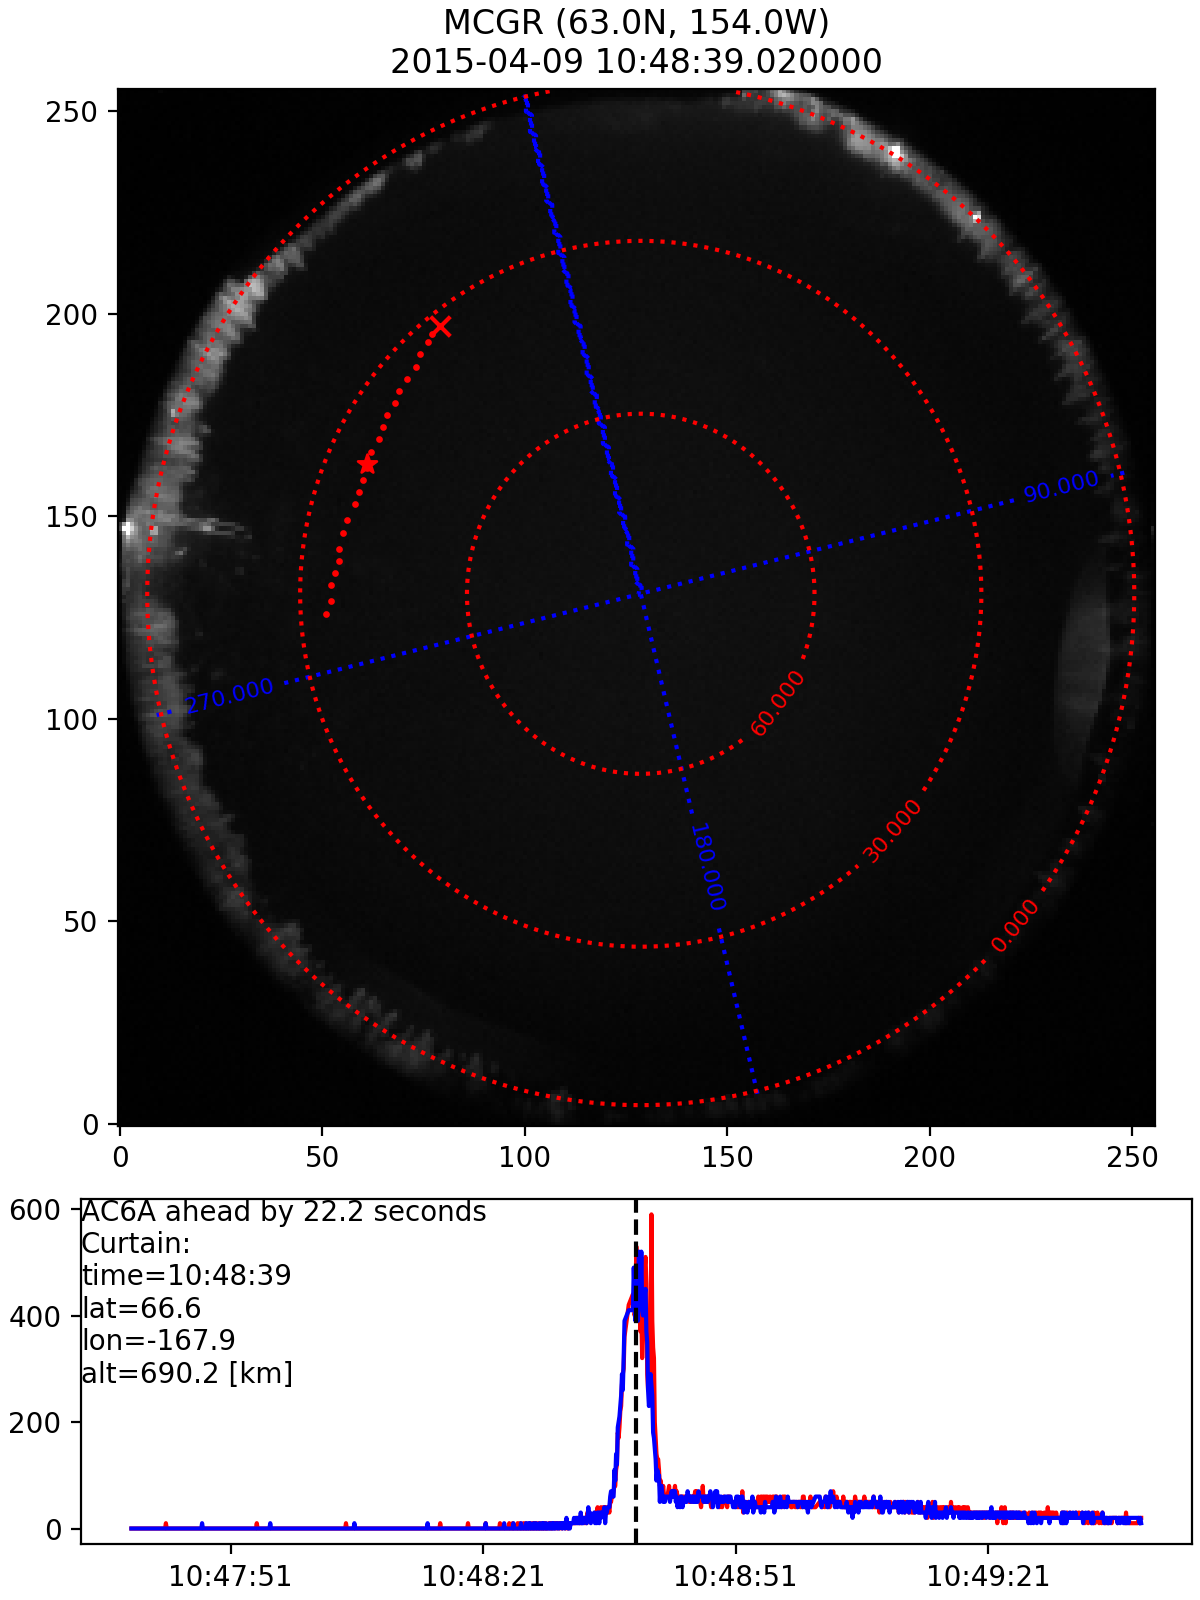 MCGR (63.0N, 154.0W)
2015-04-09 10:48:39.020000
250
200
150
100
50
0
90.000
270.000
60.000
180.000
30.000
0.000
0 50 100 150 200 250
600
400
200
0
AC6A ahead by 22.2 seconds
Curtain:
time=10:48:39
lat=66.6
lon=-167.9
alt=690.2 [km]
10:47:51 10:48:21 10:48:51 10:49:21